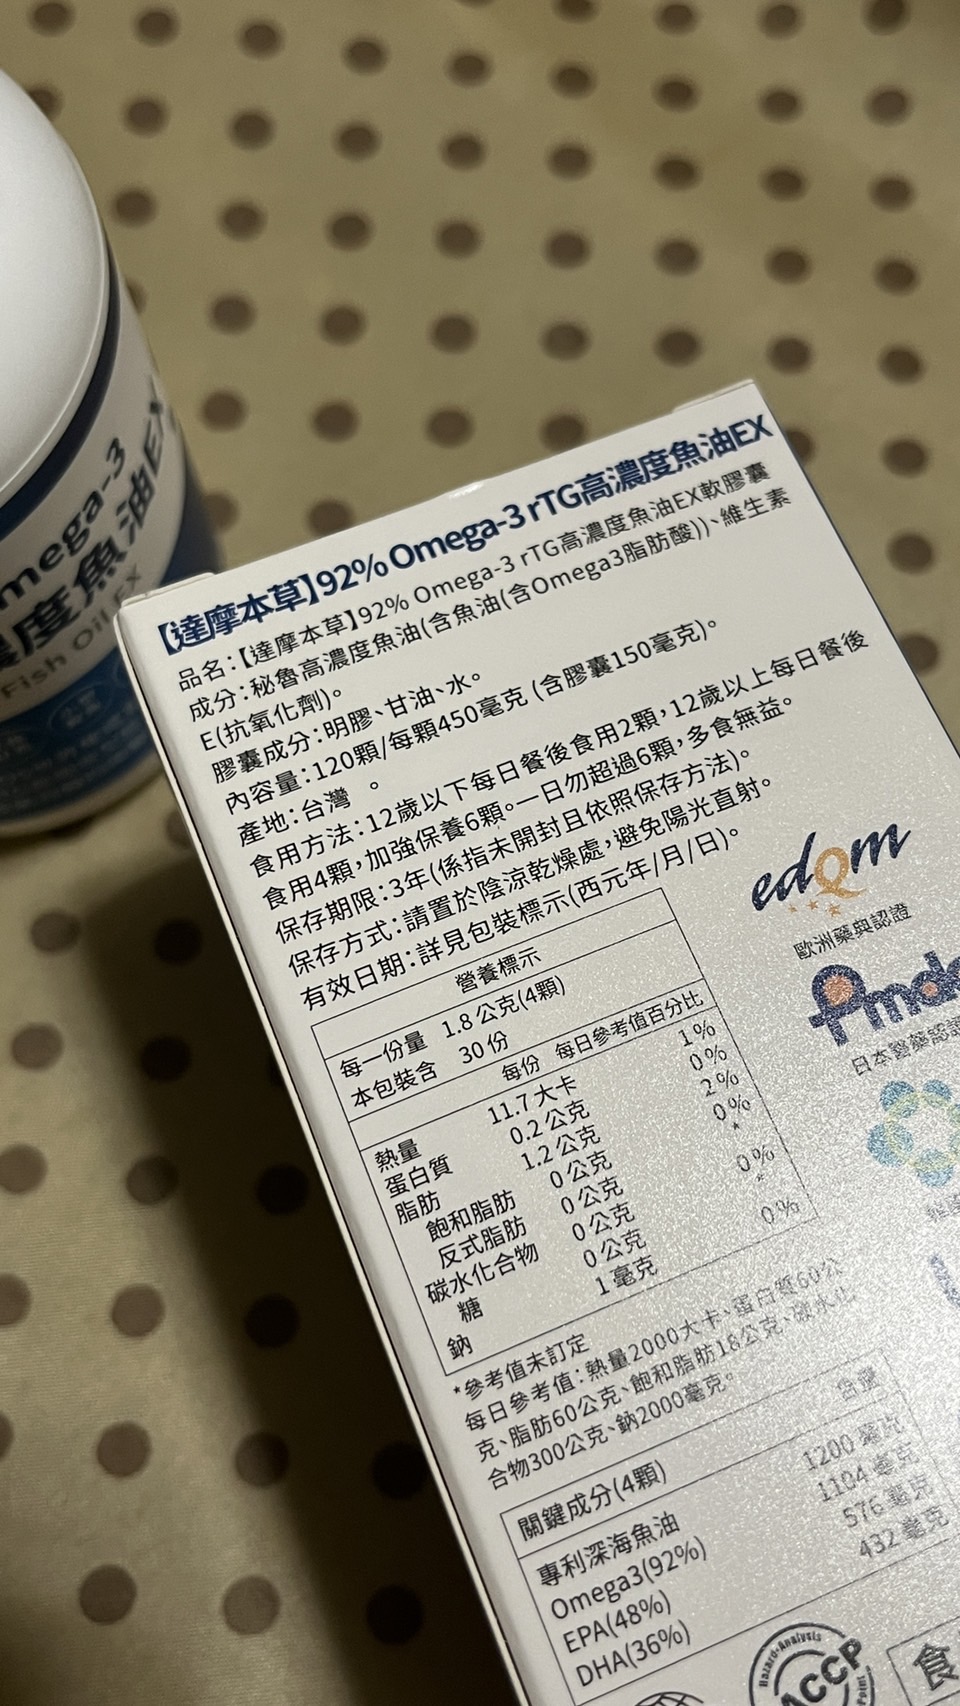 mega-3
濃度魚油EX
Fish Oil EX
【達摩本草】92% Omega-3 rTG高濃度魚油EX
品名：【達摩本草】92% Omega-3 rTG高濃度魚油EX軟膠囊
成分：秘魯高濃度魚油(含魚油(含Omega3脂肪酸))、維生素
E(抗氧化劑)。
膠囊成分：明膠、甘油、水。
內容量：120顆/每顆450毫克 (含膠囊150毫克)。
產地：台灣 。
食用方法：12歲以下每日餐後食用2顆，12歲以上每日餐後
食用4顆，加強保養6顆。一日勿超過6顆，多食無益。
保存期限：3年(係指未開封且依照保存方法)。
保存方式：請置於陰涼乾燥處，避免陽光直射。
有效日期：詳見包裝標示(西元年/月/日)。
營養標示
每一份量 1.8 公克(4顆)
本包裝含 30 份
每份 每日參考值百分比
熱量 11.7 大卡 1 %
蛋白質 0.2 公克 0 %
脂肪 1.2 公克 2 %
飽和脂肪 0 公克 0 %
反式脂肪 0 公克 *
碳水化合物 0 公克 0 %
糖 0 公克 *
鈉 1 毫克 0 %
*參考值未訂定
每日參考值：熱量2000大卡、蛋白質60公
克、脂肪60公克、飽和脂肪18公克、碳水化
合物300公克、鈉2000毫克。
關鍵成分(4顆) 含量
專利深海魚油 1200 毫克
Omega3(92%) 1104 毫克
EPA(48%) 576 毫克
DHA(36%) 432 毫克
edQm
歐洲藥典認證
Pmda
日本醫藥認證
Hazard-Analysis
ACCP
Point
食